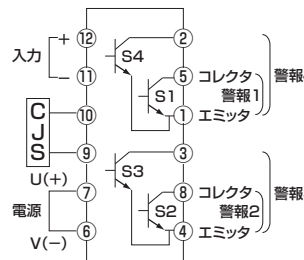 入力
+ ⑫
− ⑪
CJS
⑩
⑨
U(+) ⑦
電源
V(−) ⑥
S4
S1
S3
S2
②
⑤ コレクタ
警報1
① エミッタ
警報
③
⑧ コレクタ
警報2
④ エミッタ
警報